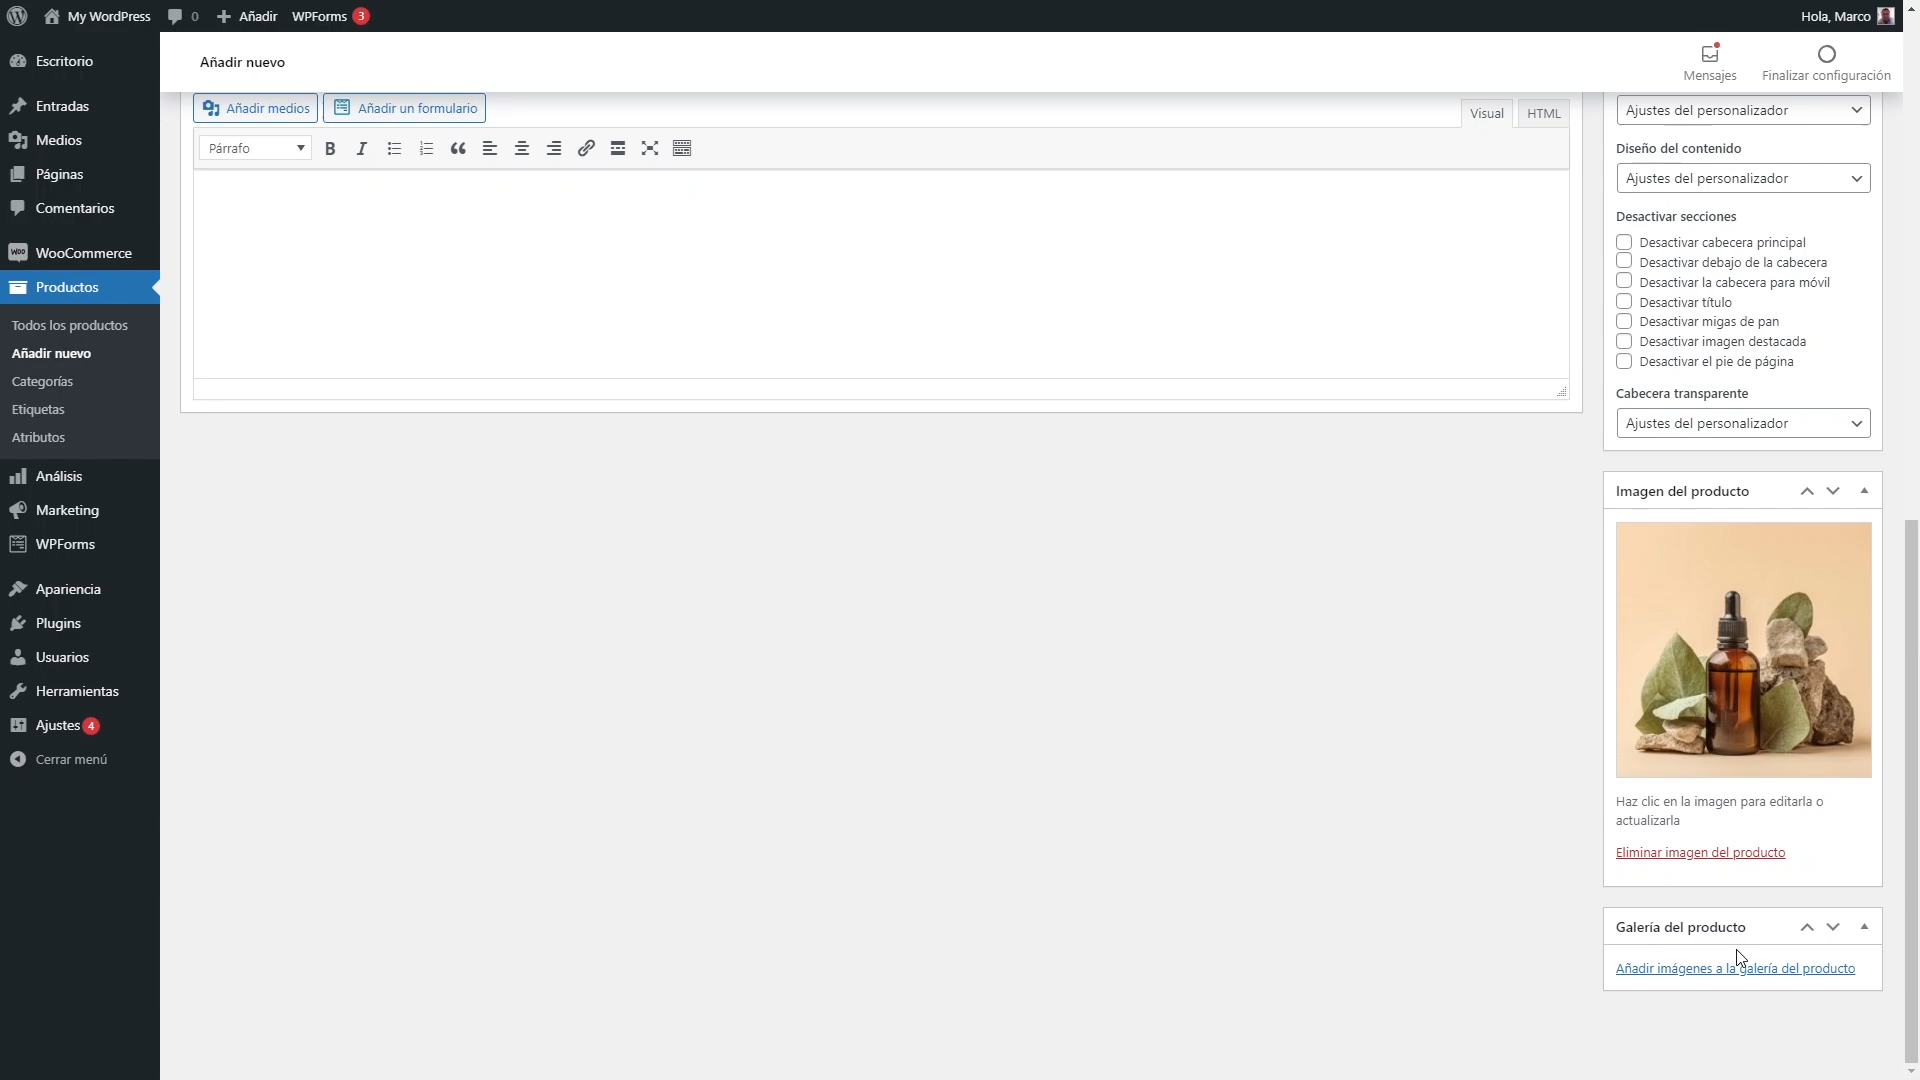 My WordPress
0
Añadir
WPForms
3
Hola, Marco
Escritorio
Entradas
Medios
Páginas
Comentarios
Woo
WooCommerce
Productos
Todos los productos
Añadir nuevo
Categorías
Etiquetas
Atributos
Análisis
Marketing
WPForms
Apariencia
Plugins
Usuarios
Herramientas
Ajustes
4
Cerrar menú
Añadir nuevo
Mensajes
Finalizar configuración
Añadir medios
Añadir un formulario
Visual
HTML
Párrafo
Ajustes del personalizador
Diseño del contenido
Ajustes del personalizador
Desactivar secciones
Desactivar cabecera principal
Desactivar debajo de la cabecera
Desactivar la cabecera para móvil
Desactivar título
Desactivar migas de pan
Desactivar imagen destacada
Desactivar el pie de página
Cabecera transparente
Ajustes del personalizador
Imagen del producto
Haz clic en la imagen para editarla o
actualizarla
Eliminar imagen del producto
Galería del producto
Añadir imágenes a la galería del producto